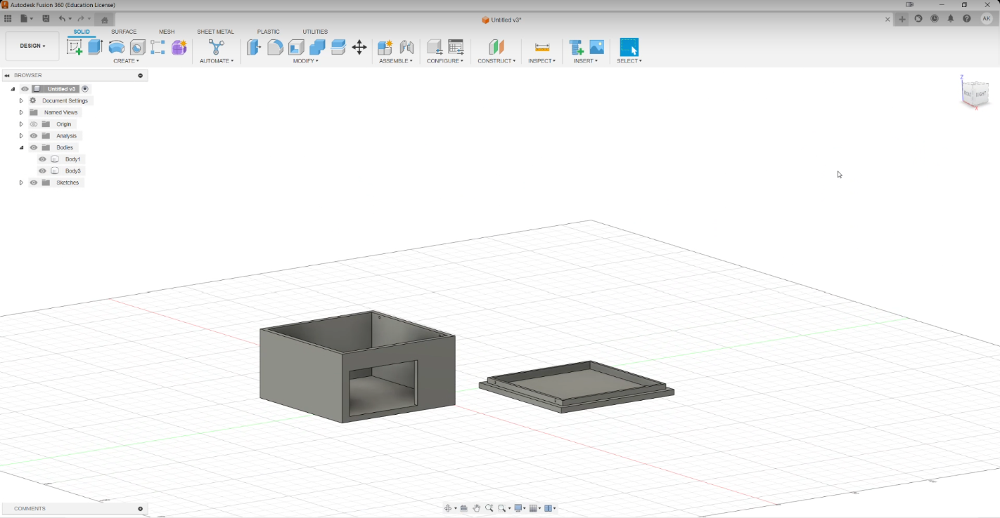 Autodesk Fusion 360 (Education License)
Untitled v3*
AK
DESIGN
SOLID SURFACE MESH SHEET METAL PLASTIC UTILITIES
CREATE AUTOMATE MODIFY ASSEMBLE CONFIGURE CONSTRUCT INSPECT INSERT SELECT
BROWSER
Untitled v3
Document Settings
Named Views
Origin
Analysis
Bodies
Body1
Body3
Sketches
Z
RIGHT
X
COMMENTS